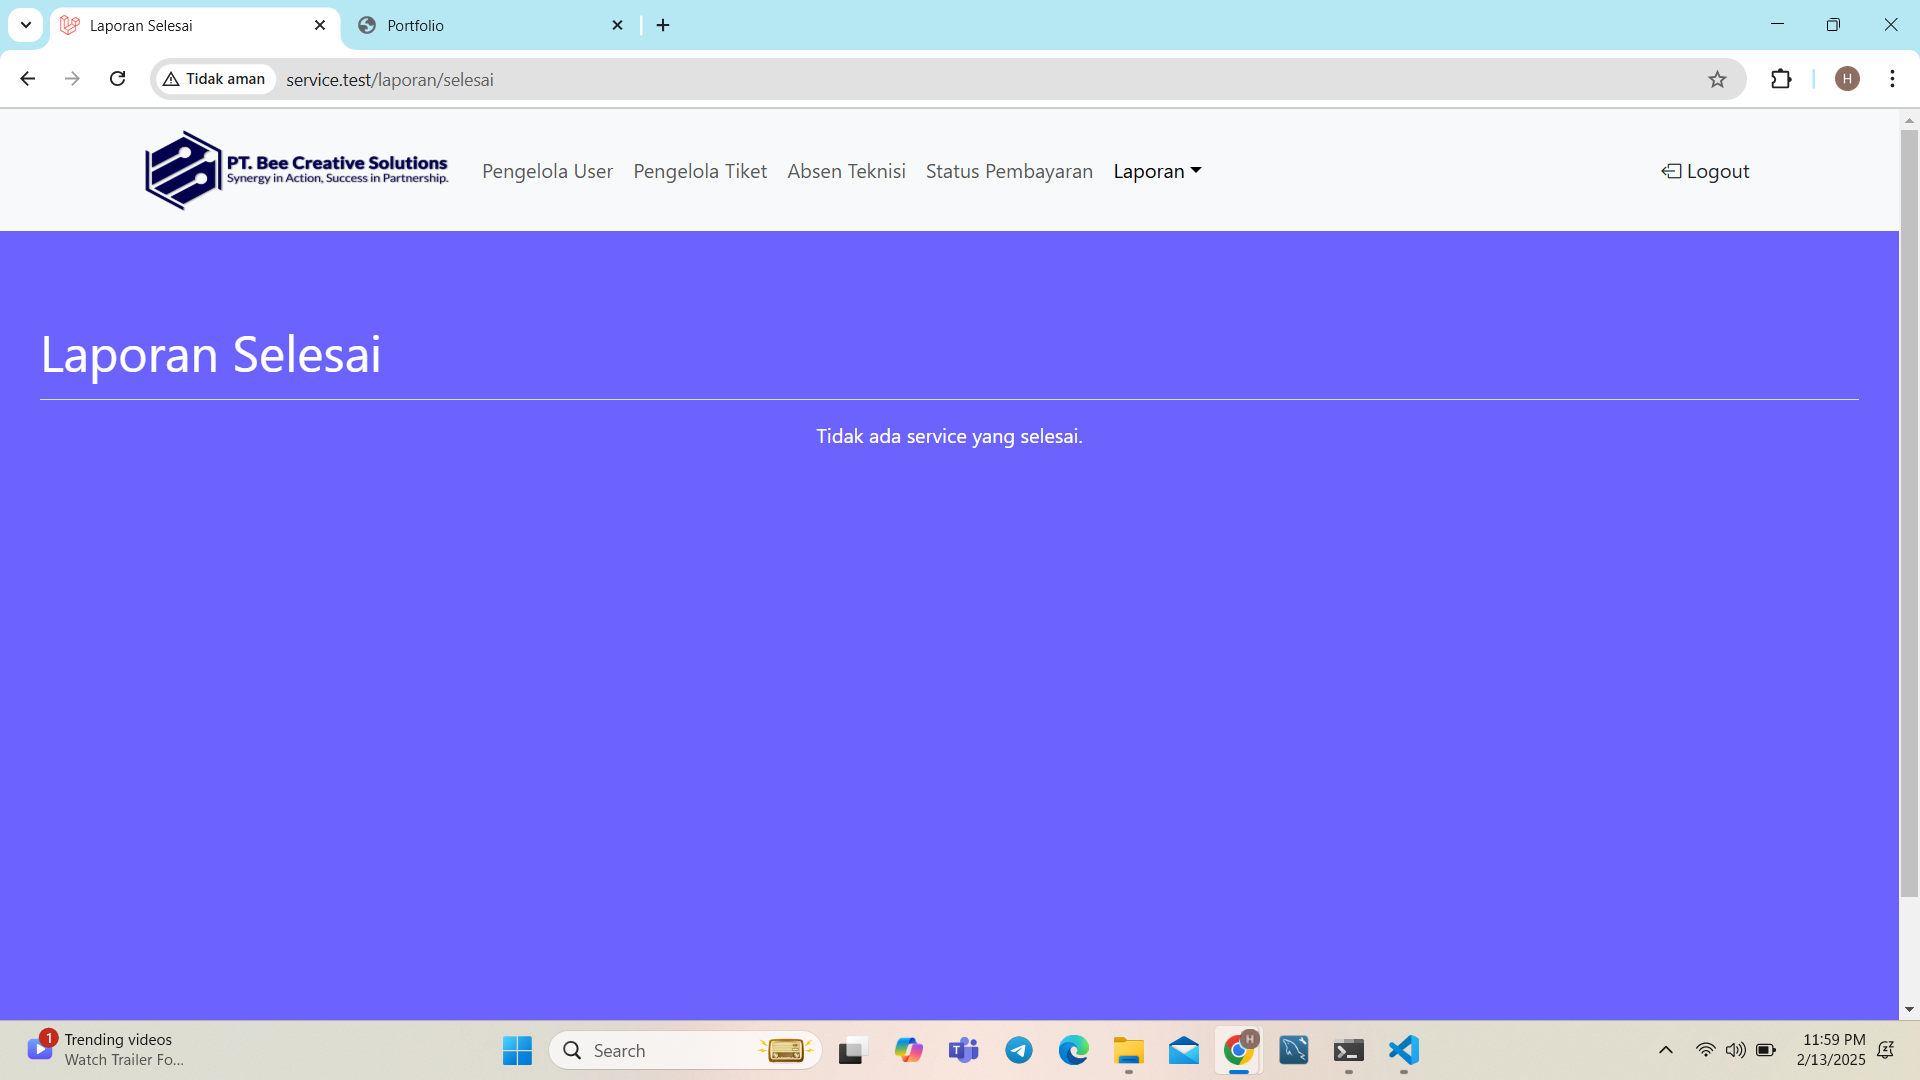 Laporan Selesai
Portfolio
Tidak aman
service.test/laporan/selesai
H
PT. Bee Creative Solutions
Synergy in Action, Success in Partnership.
Pengelola User
Pengelola Tiket
Absen Teknisi
Status Pembayaran
Laporan
Logout
Laporan Selesai
Tidak ada service yang selesai.
1
Trending videos
Watch Trailer Fo...
Search
H
11:59 PM
2/13/2025